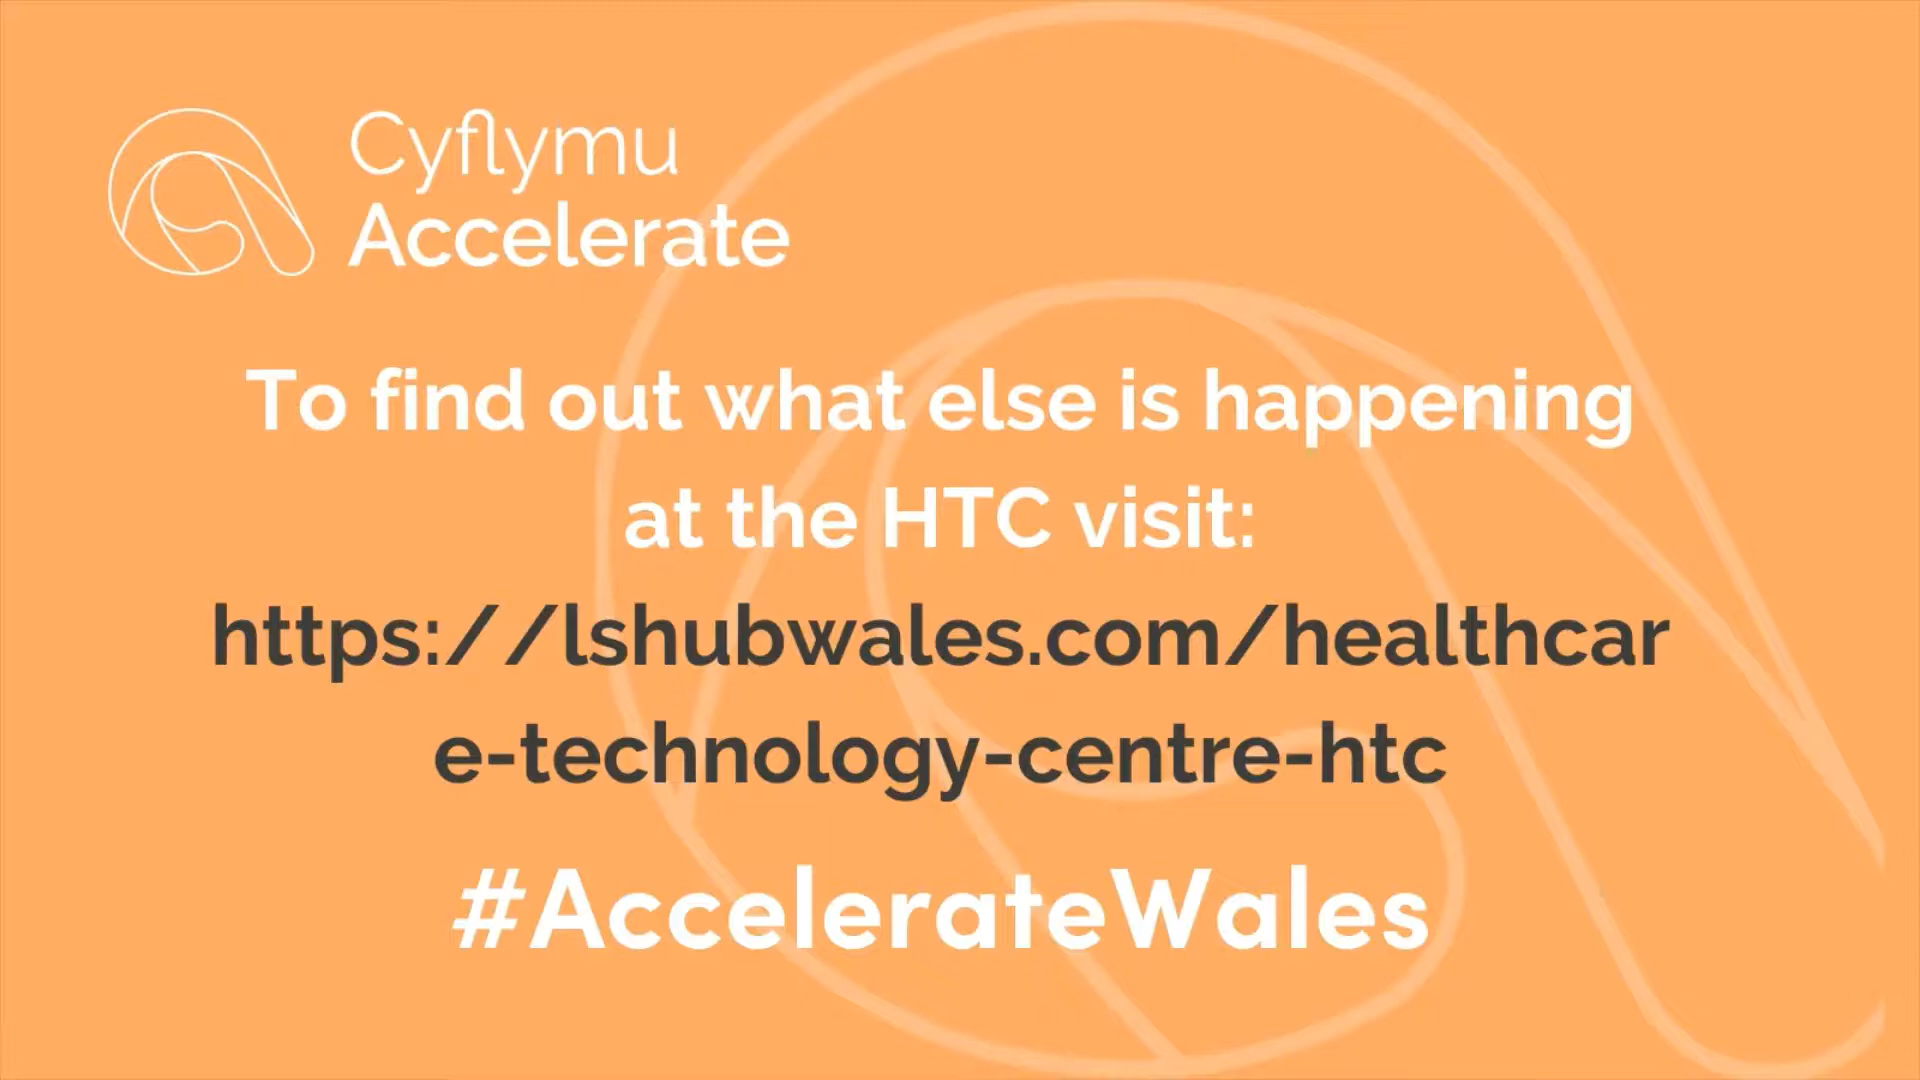 Cyflymu
Accelerate
To find out what else is happening
at the HTC visit:
https://lshubwales.com/healthcar
e-technology-centre-htc
#AccelerateWales